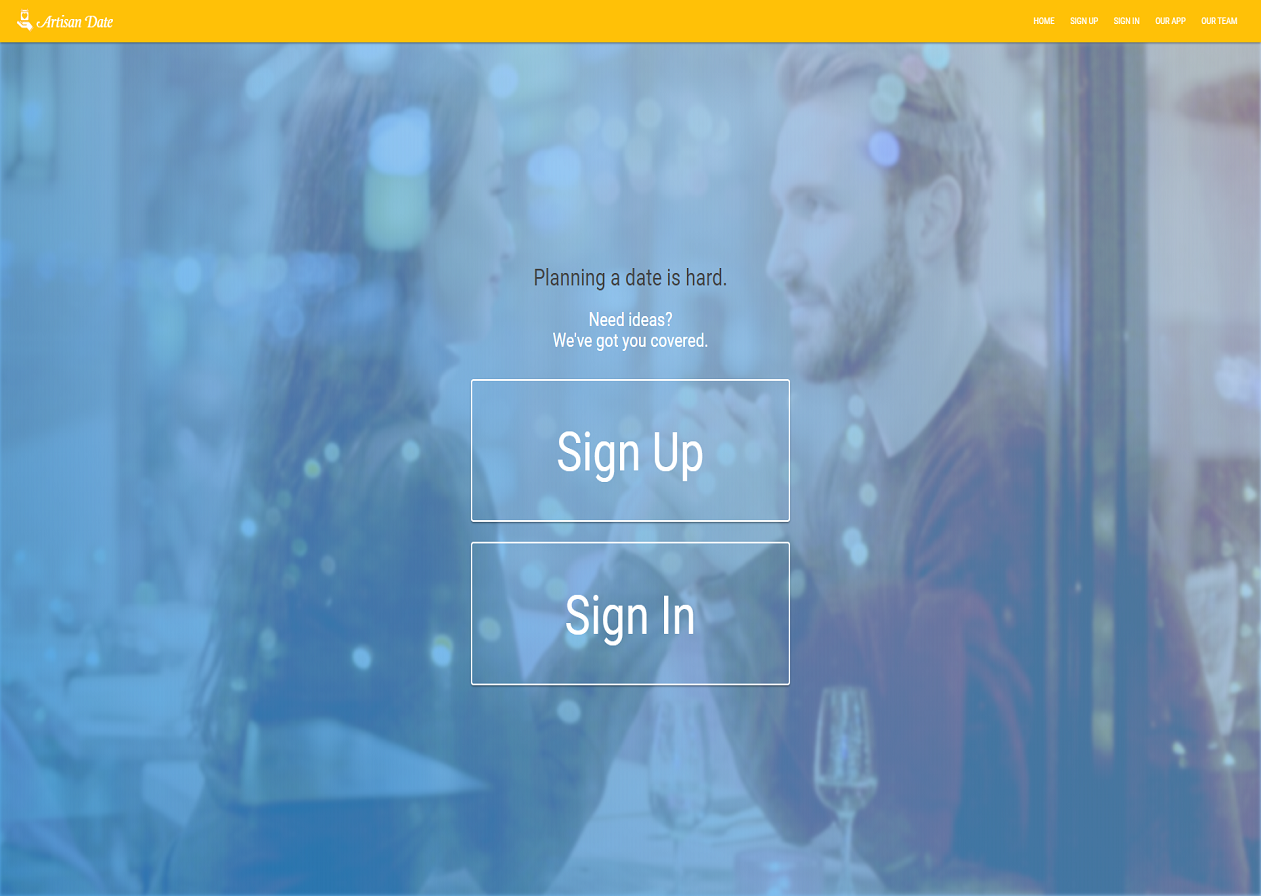 Artisan Date
HOME SIGN UP SIGN IN OUR APP OUR TEAM
Planning a date is hard.
Need ideas?
We've got you covered.
Sign Up
Sign In